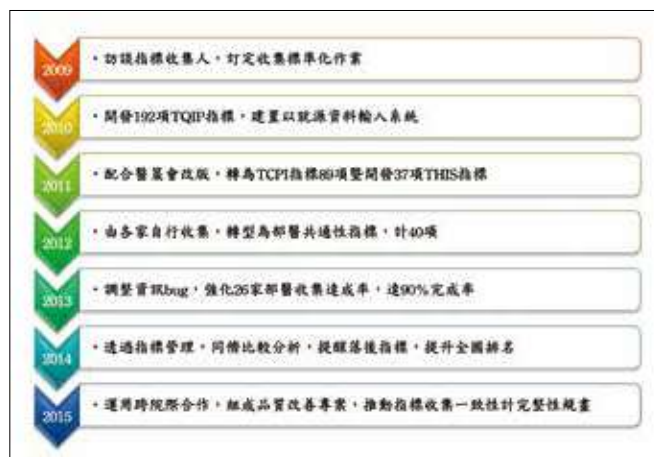 2009
・訪談指標收集人，訂定收集標準化作業
2010
・開發192項TQIP指標，建置以就源資料輸入系統
2011
・配合醫策會改版，轉為TCPI指標89項暨開發37項THIS指標
2012
・由各家自行收集，轉型為部醫共通性指標，計40項
2013
・調整資訊bug，強化26家部醫收集達成率，達90%完成率
2014
・透過指標管理，同儕比較分析，提醒落後指標，提升全國排名
2015
・運用跨院際合作，組成品質改善專案，推動指標收集一致性計完整性規畫